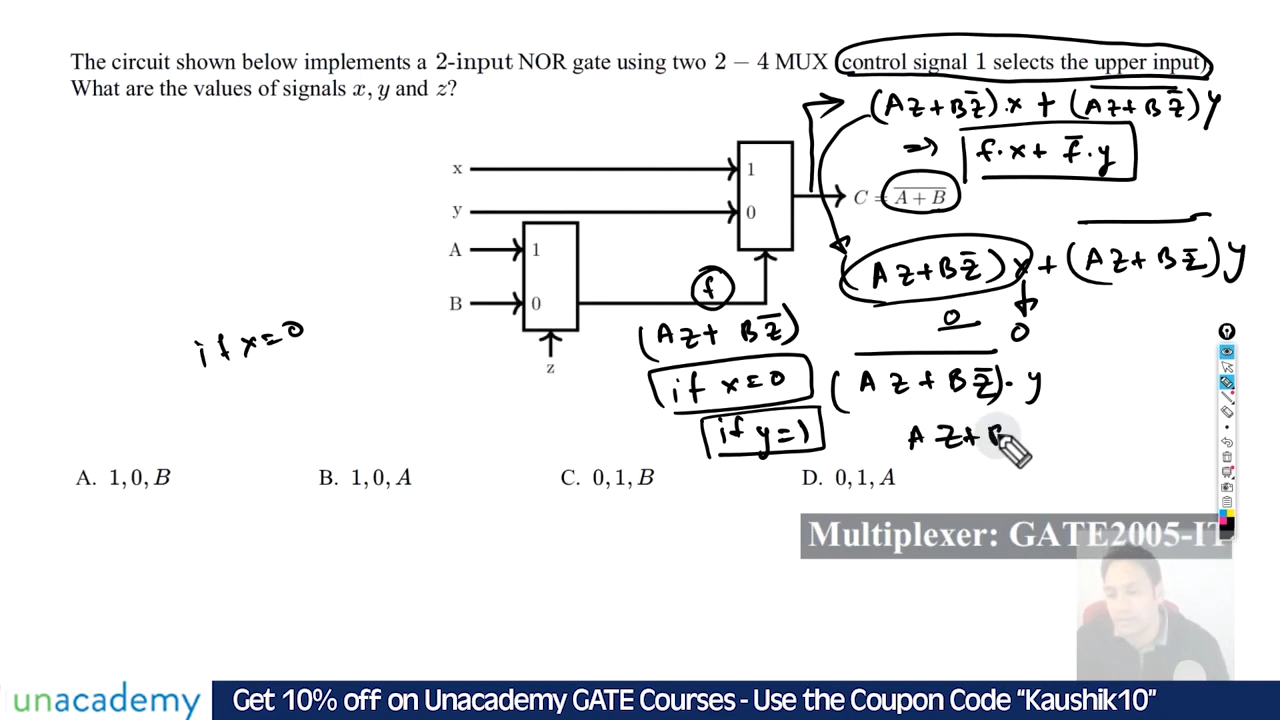 The circuit shown below implements a 2-input NOR gate using two 2 − 4 MUX (control signal 1 selects the upper input).
What are the values of signals x, y and z?
(Az+Bz̅).x + (\overline{Az+Bz̅})y
⇒ f.x + f̅.y
x
1
y
0
C = \overline{A + B}
A
1
B
0
z
f
(Az+Bz̅)x + (\overline{Az+Bz̅})y
0
0
(Az+ Bz̅)
if x=0
if x=0
(\overline{Az+Bz̅}). y
if y=1
Az+B
A. 1, 0, B
B. 1, 0, A
C. 0, 1, B
D. 0, 1, A
Multiplexer: GATE2005-IT
unacademy
Get 10% off on Unacademy GATE Courses - Use the Coupon Code "Kaushik10"